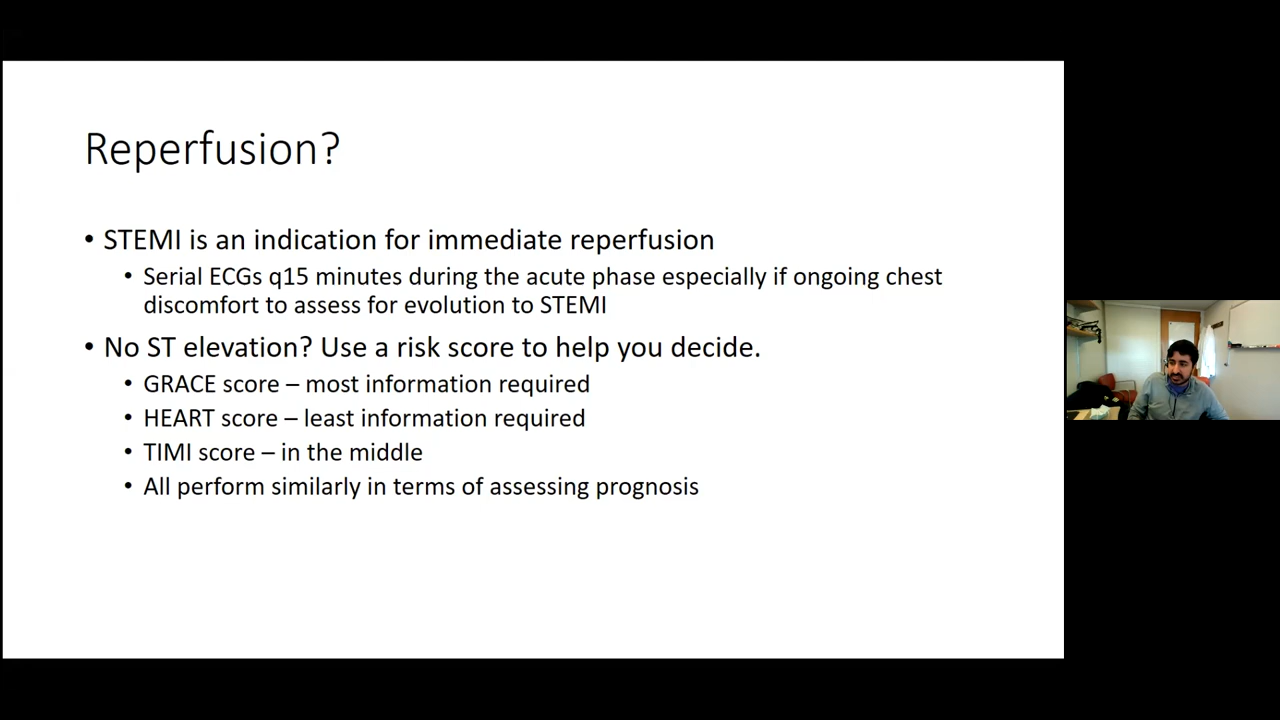 Reperfusion?
• STEMI is an indication for immediate reperfusion
• Serial ECGs q15 minutes during the acute phase especially if ongoing chest
discomfort to assess for evolution to STEMI
• No ST elevation? Use a risk score to help you decide.
• GRACE score – most information required
• HEART score – least information required
• TIMI score – in the middle
• All perform similarly in terms of assessing prognosis